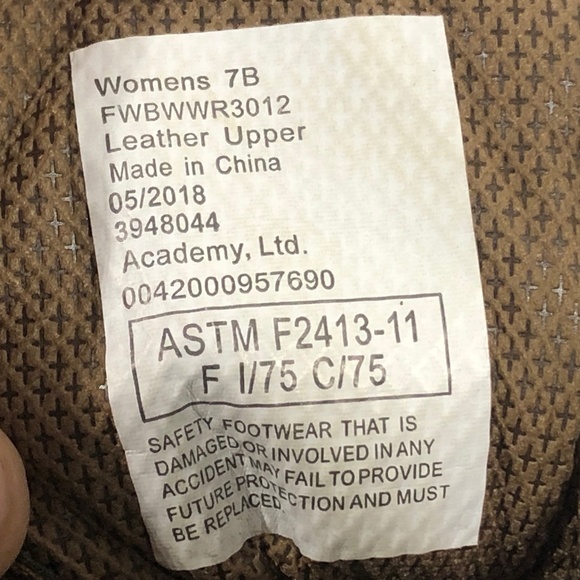 Womens 7B
FWBWWR3012
Leather Upper
Made in China
05/2018
3948044
Academy, Ltd.
0042000957690
ASTM F2413-11
F I/75 C/75
SAFETY FOOTWEAR THAT IS
DAMAGED OR INVOLVED IN ANY
ACCIDENT MAY FAIL TO PROVIDE
FUTURE PROTECTION AND MUST
BE REPLACED